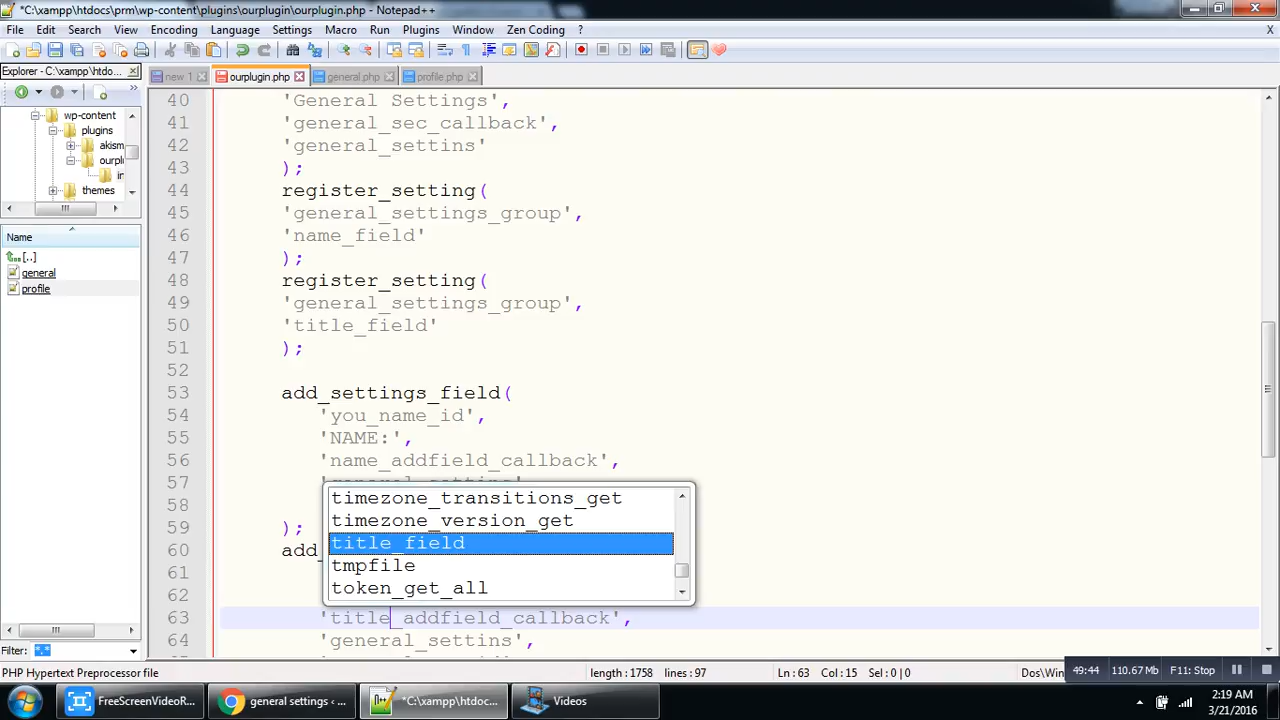 *C:\xampp\htdocs\prm\wp-content\plugins\ourplugin\ourplugin.php - Notepad++
File Edit Search View Encoding Language Settings Macro Run Plugins Window Zen Coding ? X
Explorer - C:\xampp\htdo...
new 1 ourplugin.php general.php profile.php
wp-content
plugins
akism
ourpl
in
themes
Name
[..]
general
profile
40 'General Settings',
41 'general_sec_callback',
42 'general_settins'
43 );
44 register_setting(
45 'general_settings_group',
46 'name_field'
47 );
48 register_setting(
49 'general_settings_group',
50 'title_field'
51 );
52
53 add_settings_field(
54 'you_name_id',
55 'NAME:',
56 'name_addfield_callback',
57
58
59 );
60 add_
61
62
timezone_transitions_get
timezone_version_get
title_field
tmpfile
token_get_all
63 'title_addfield_callback',
64 'general_settins',
PHP Hypertext Preprocessor file length : 1758 lines : 97 Ln : 63 Col : 15 Sel : 0 | 0 Dos\Win
49:44 110.67 Mb F11: Stop
FreeScreenVideoR... general settings ‹ ... *C:\xampp\htdocs\... Videos
2:19 AM
3/21/2016